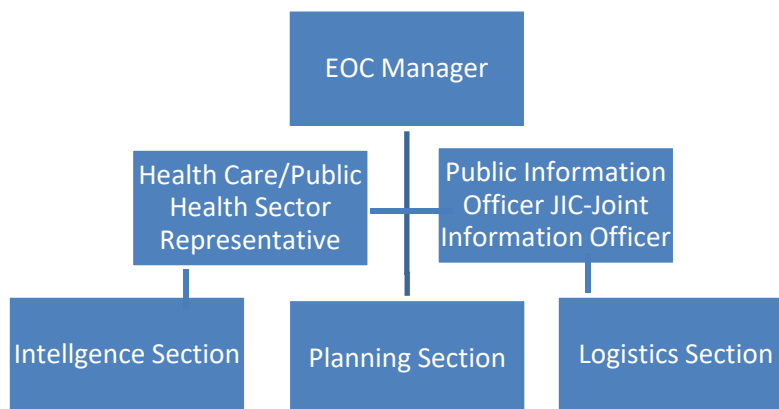 EOC Manager
Health Care/Public
Health Sector
Representative
Public Information
Officer JIC-Joint
Information Officer
Intellgence Section
Planning Section
Logistics Section